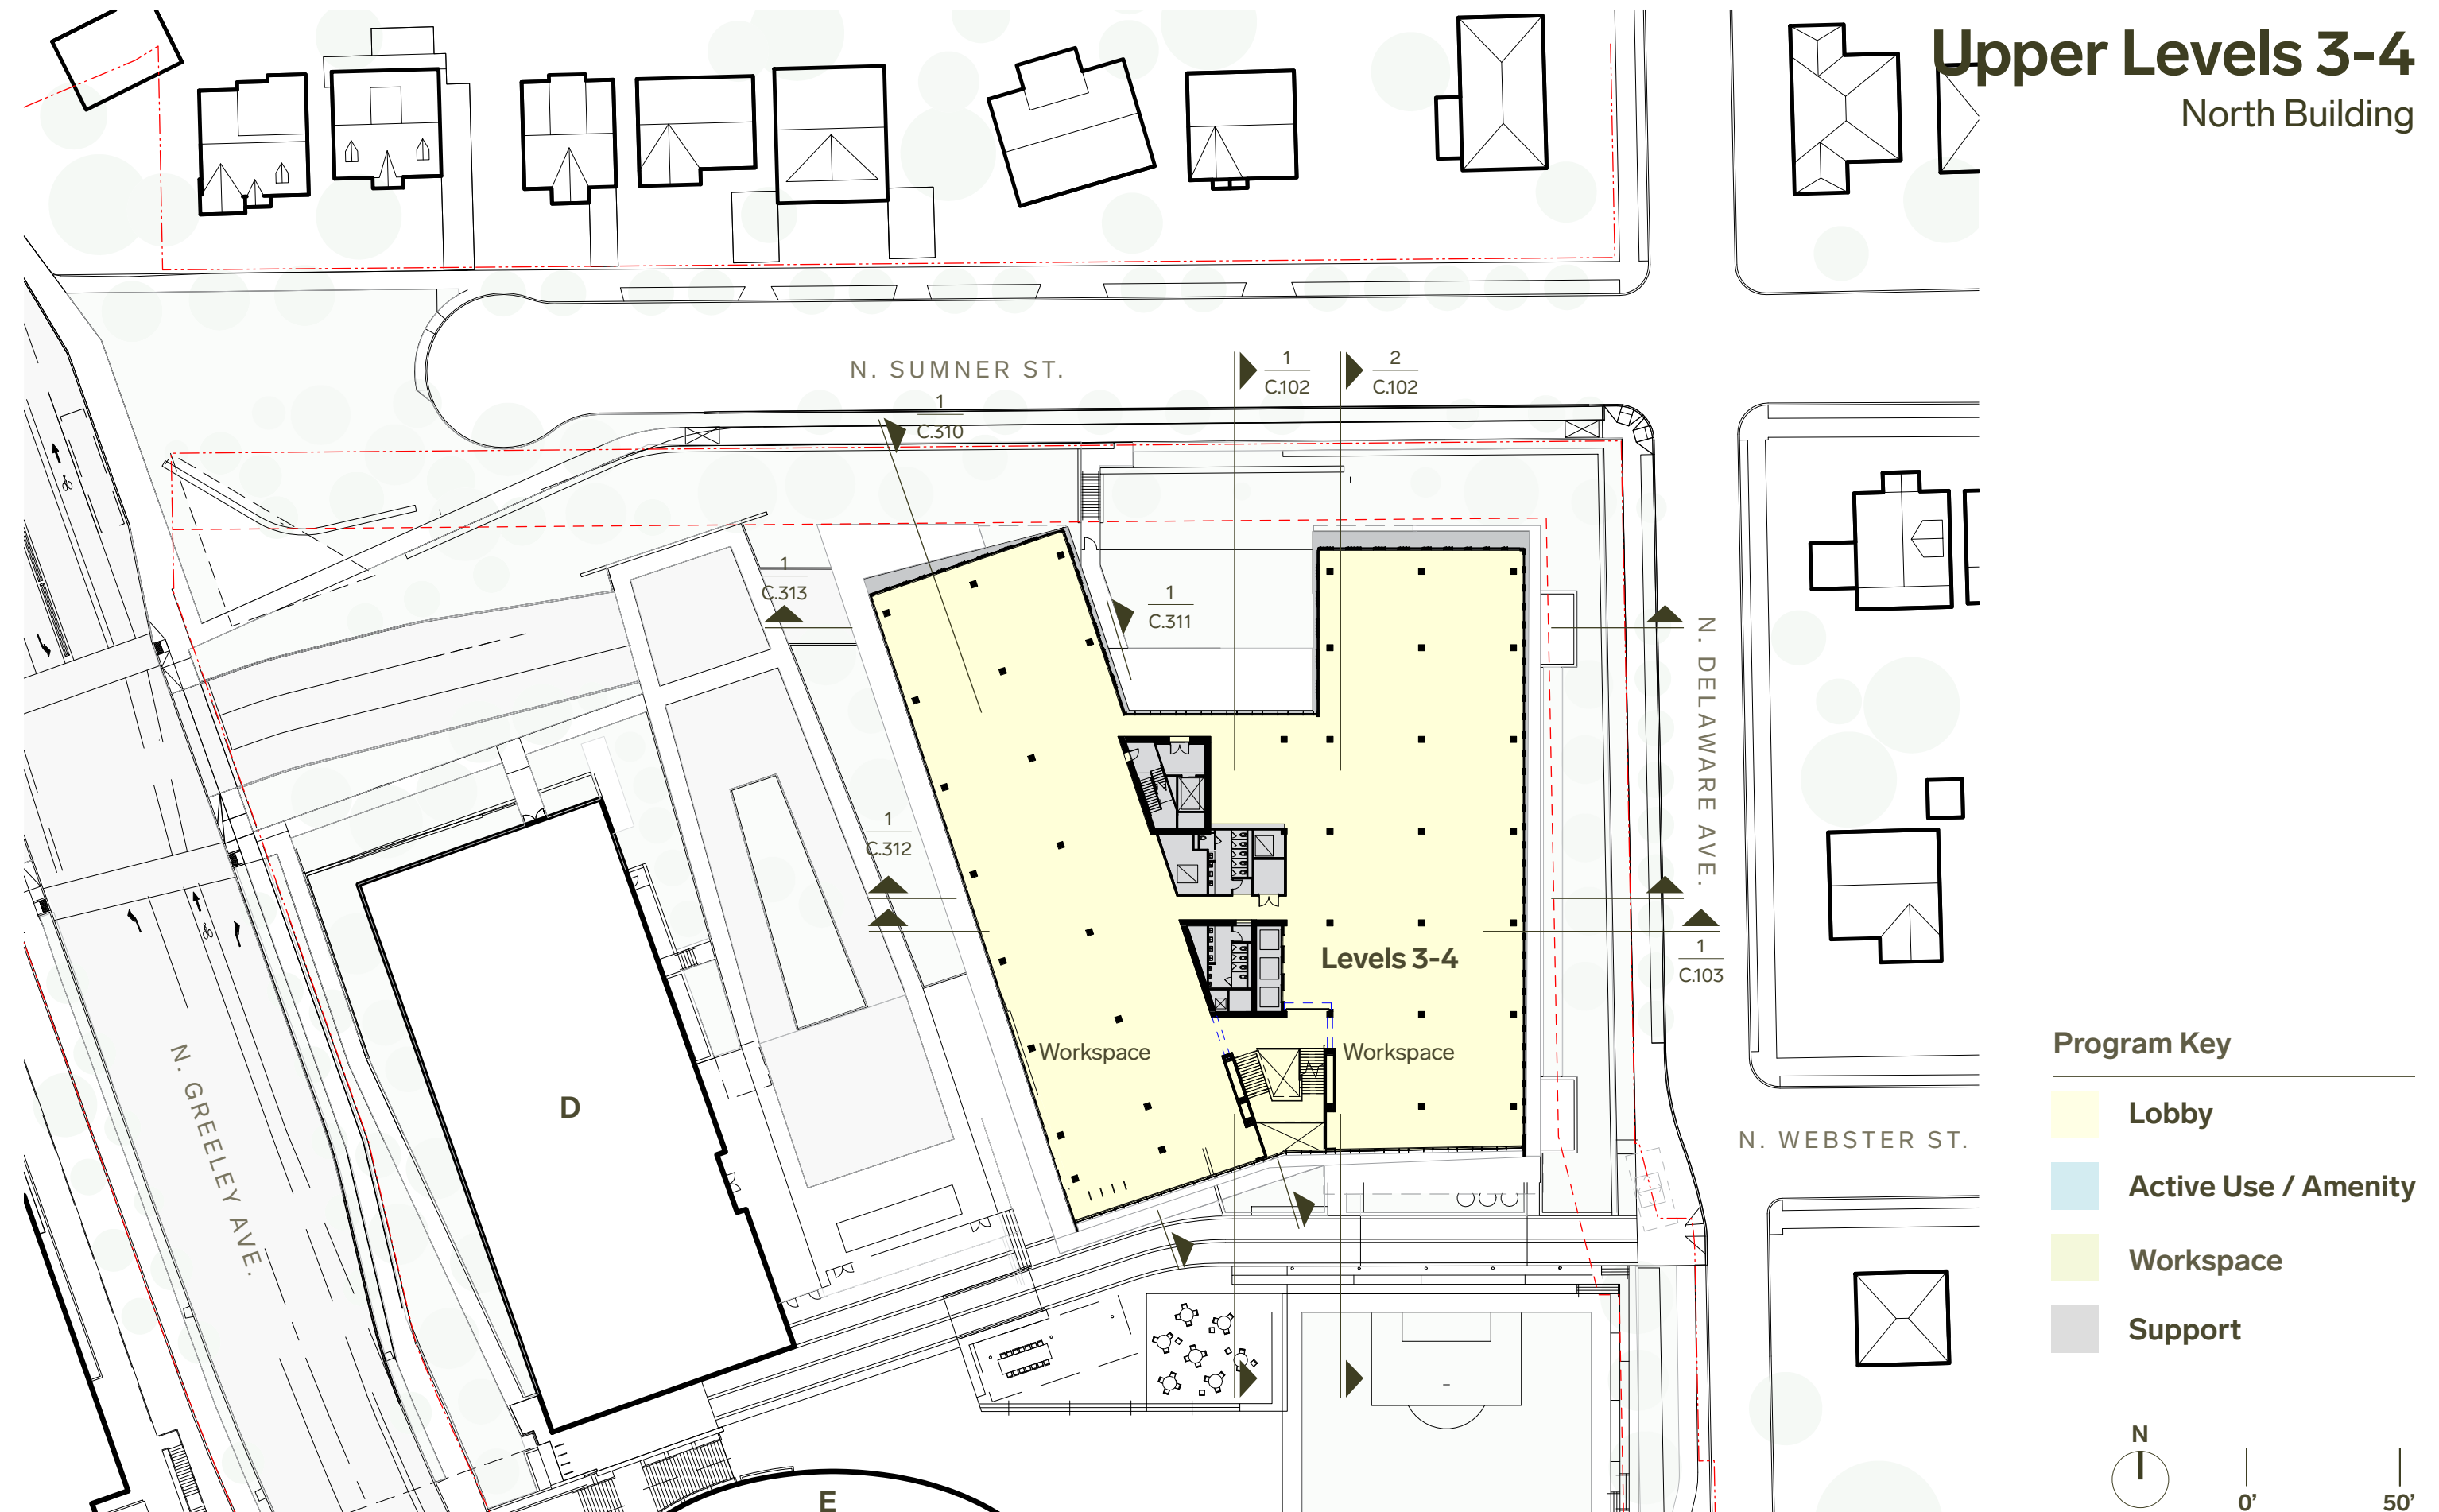 Upper Levels 3-4
North Building
N. SUMNER ST.
1
C.102
2
C.102
1
C.310
1
C.313
1
C.311
N. DELAWARE AVE.
1
C.312
Levels 3-4
1
C.103
Workspace
Workspace
N. GREELEY AVE.
D
N. WEBSTER ST.
Program Key
Lobby
Active Use / Amenity
Workspace
Support
N
0’
50’
E